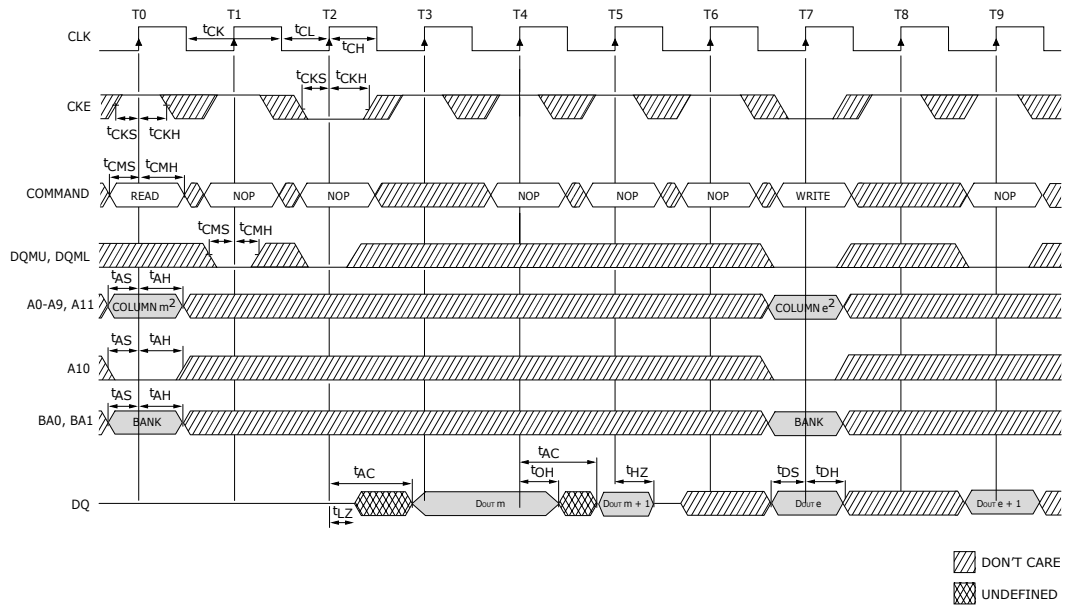 T0 T1 T2 T3 T4 T5 T6 T7 T8 T9
CLK tCK tCL tCH
tCKS tCKH
CKE
tCKS tCKH
tCMS tCMH
COMMAND READ NOP NOP NOP NOP NOP WRITE NOP
tCMS tCMH
DQMU, DQML
tAS tAH
A0-A9, A11 COLUMN m2 COLUMN e2
tAS tAH
A10
tAS tAH
BA0, BA1 BANK BANK
tAC tAC tOH tHZ tDS tDH
DQ DOUT m DOUT m + 1 DOUT e DOUT e + 1
tLZ
DON'T CARE
UNDEFINED